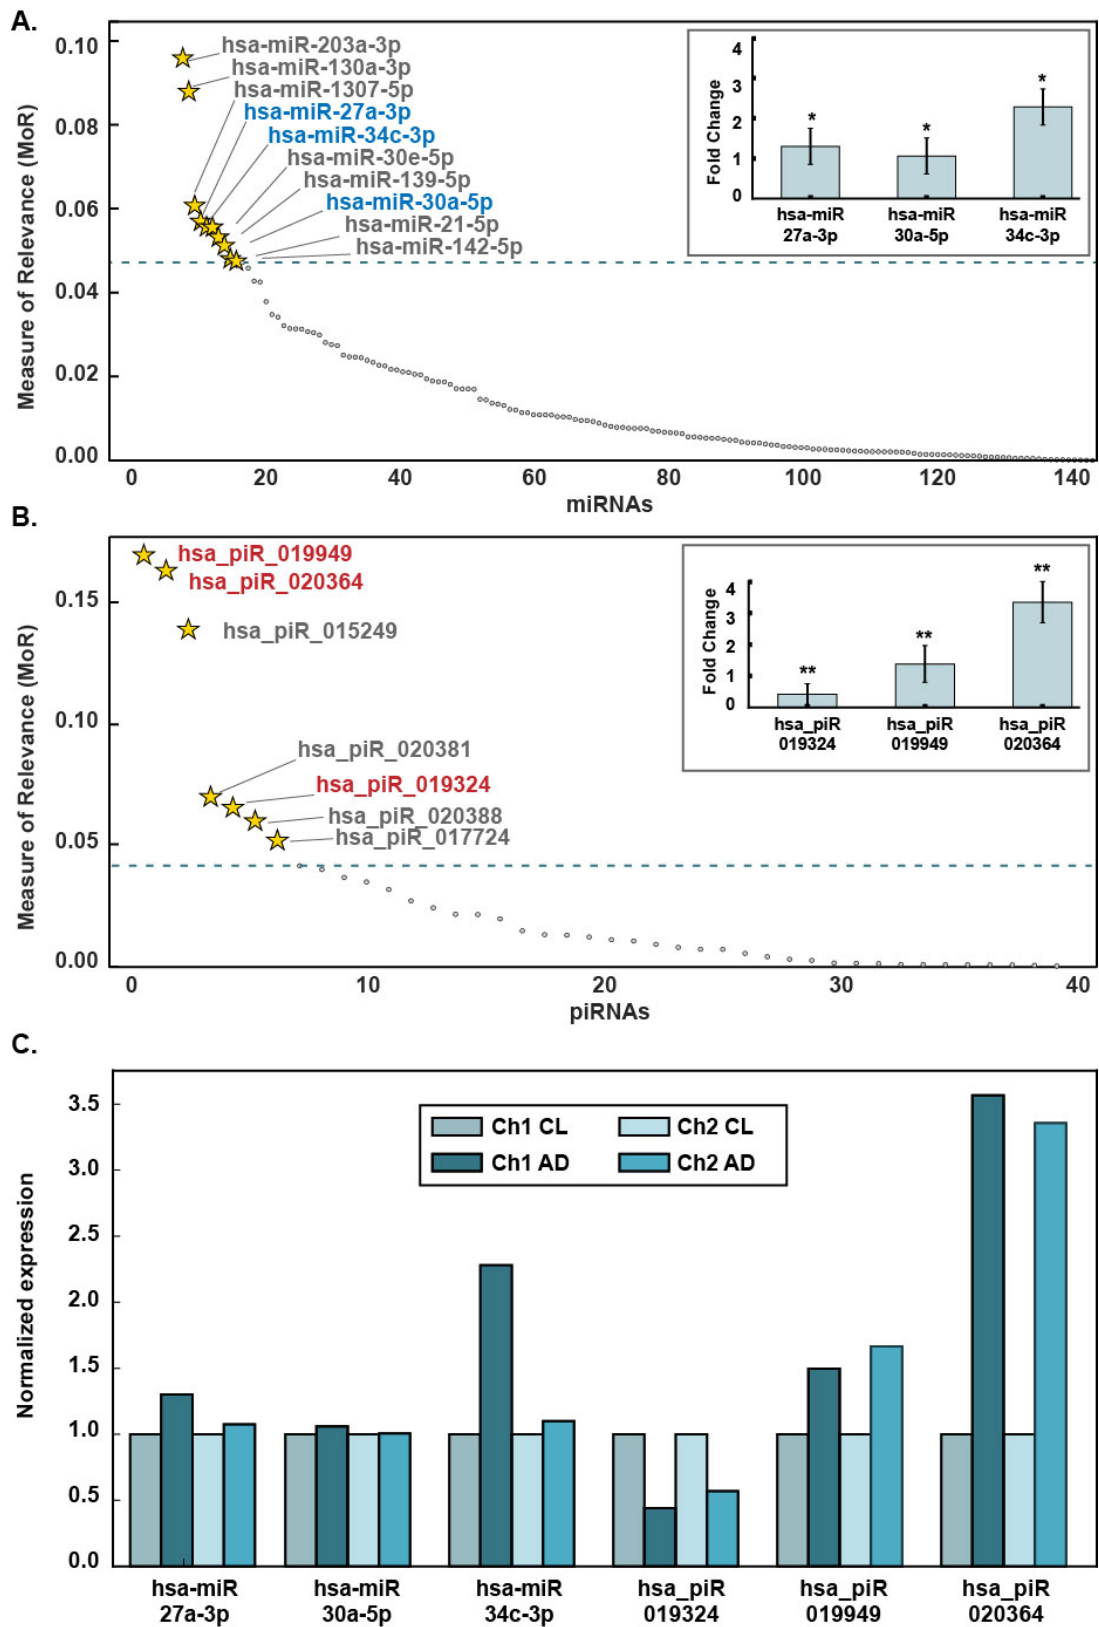 A.
Measure of Relevance (MoR)
0.10
0.08
0.06
0.04
0.02
0.00
hsa-miR-203a-3p
hsa-miR-130a-3p
hsa-miR-1307-5p
hsa-miR-27a-3p
hsa-miR-34c-3p
hsa-miR-30e-5p
hsa-miR-139-5p
hsa-miR-30a-5p
hsa-miR-21-5p
hsa-miR-142-5p
Fold Change
4
3
2
1
0
* * *
hsa-miR 27a-3p
hsa-miR 30a-5p
hsa-miR 34c-3p
0 20 40 60 80 100 120 140
miRNAs
B.
Measure of Relevance (MoR)
0.15
0.10
0.05
0.00
hsa_piR_019949
hsa_piR_020364
hsa_piR_015249
hsa_piR_020381
hsa_piR_019324
hsa_piR_020388
hsa_piR_017724
Fold Change
4
3
2
1
0
** ** **
hsa_piR 019324
hsa_piR 019949
hsa_piR 020364
0 10 20 30 40
piRNAs
C.
Normalized expression
3.5
3.0
2.5
2.0
1.5
1.0
0.5
0.0
Ch1 CL Ch2 CL
Ch1 AD Ch2 AD
hsa-miR 27a-3p
hsa-miR 30a-5p
hsa-miR 34c-3p
hsa_piR 019324
hsa_piR 019949
hsa_piR 020364